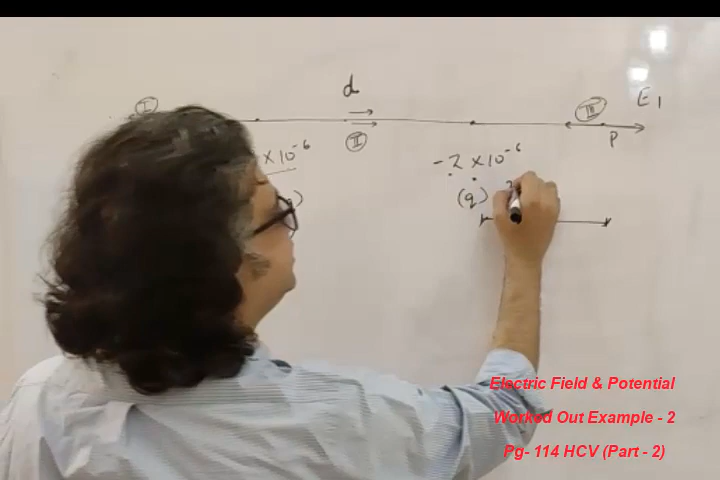 d
I II III E₁
P
× 10⁻⁶ -2 × 10⁻⁶
) (q)
Electric Field & Potential
Worked Out Example - 2
Pg- 114 HCV (Part - 2)